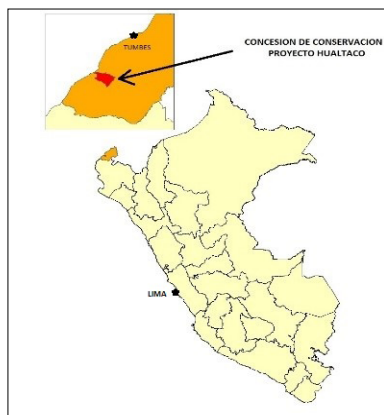 TUMBES
CONCESION DE CONSERVACION
PROYECTO HUALTACO
LIMA